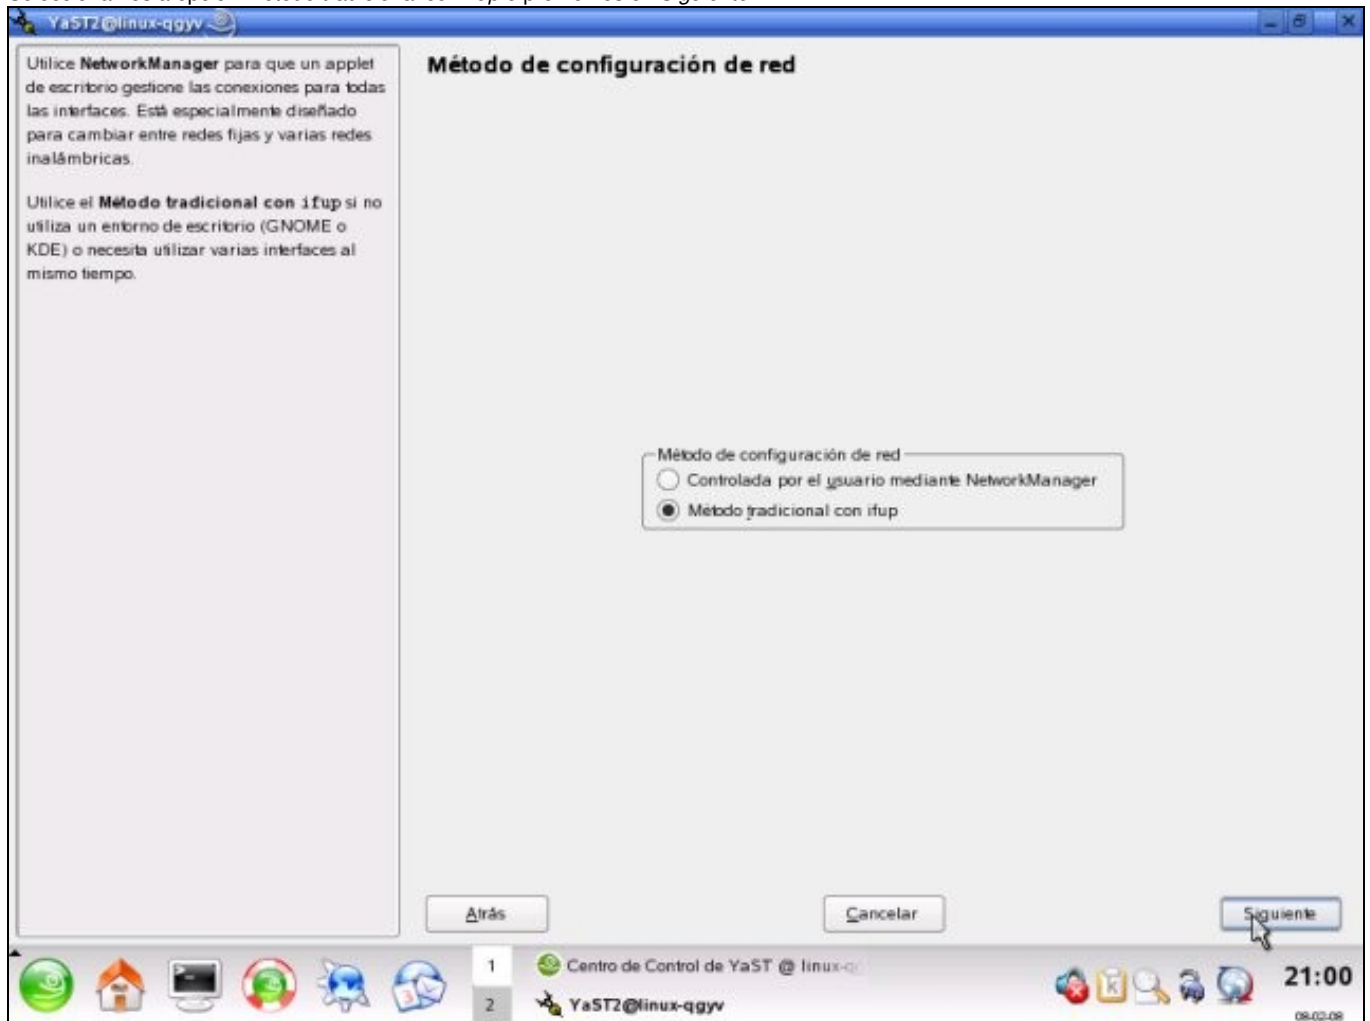 YaST2@linux-qgyv
Utilice NetworkManager para que un applet
de escritorio gestione las conexiones para todas
las interfaces. Está especialmente diseñado
para cambiar entre redes fijas y varias redes
inalámbricas.
Utilice el Método tradicional con ifup si no
utiliza un entorno de escritorio (GNOME o
KDE) o necesita utilizar varias interfaces al
mismo tiempo.
Método de configuración de red
Método de configuración de red
Controlada por el usuario mediante NetworkManager
Método tradicional con ifup
Atrás
Cancelar
Siguiente
1
Centro de Control de YaST @ linux-
2
YaST2@linux-qgyv
21:00
08-02-08